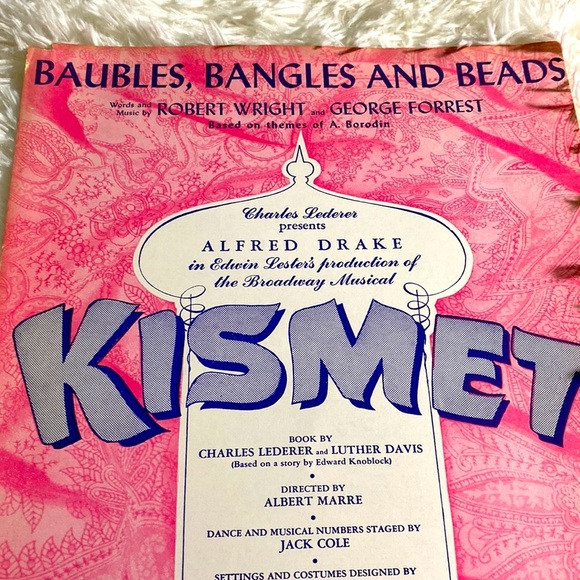 BAUBLES, BANGLES AND BEADS
Words and Music by ROBERT WRIGHT and GEORGE FORREST
Based on themes of A. Borodin
Charles Lederer
presents
ALFRED DRAKE
in Edwin Lester's production of
the Broadway Musical
KISMET
BOOK BY
CHARLES LEDERER and LUTHER DAVIS
(Based on a story by Edward Knoblock)
•
DIRECTED BY
ALBERT MARRE
•
DANCE AND MUSICAL NUMBERS STAGED BY
JACK COLE
•
SETTINGS AND COSTUMES DESIGNED BY